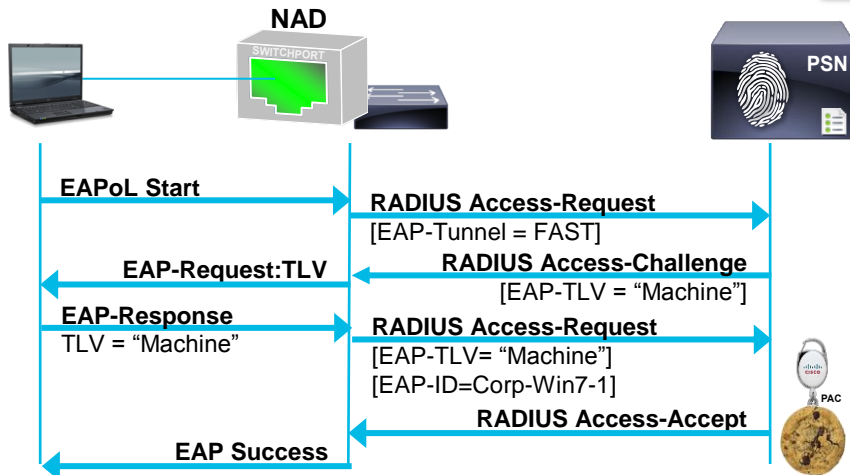 NAD
SWITCHPORT
PSN
EAPoL Start
RADIUS Access-Request
[EAP-Tunnel = FAST]
EAP-Request:TLV
RADIUS Access-Challenge
[EAP-TLV = “Machine”]
EAP-Response
TLV = “Machine”
RADIUS Access-Request
[EAP-TLV= “Machine”]
[EAP-ID=Corp-Win7-1]
CISCO
PAC
RADIUS Access-Accept
EAP Success